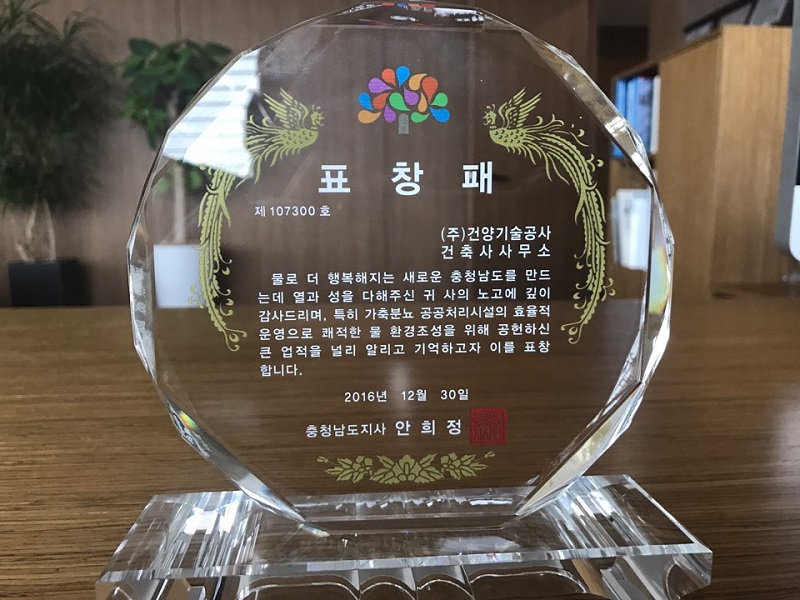 표 창 패
제 107300 호
(주)건양기술공사
건축사사무소
물로 더 행복해지는 새로운 충청남도를 만드
는데 열과 성을 다해주신 귀 사의 노고에 깊이
감사드리며, 특히 가축분뇨 공공처리시설의 효율적
운영으로 쾌적한 물 환경조성을 위해 공헌하신
큰 업적을 널리 알리고 기억하고자 이를 표창
합니다.
2016년 12월 30일
충청남도지사 안 희 정